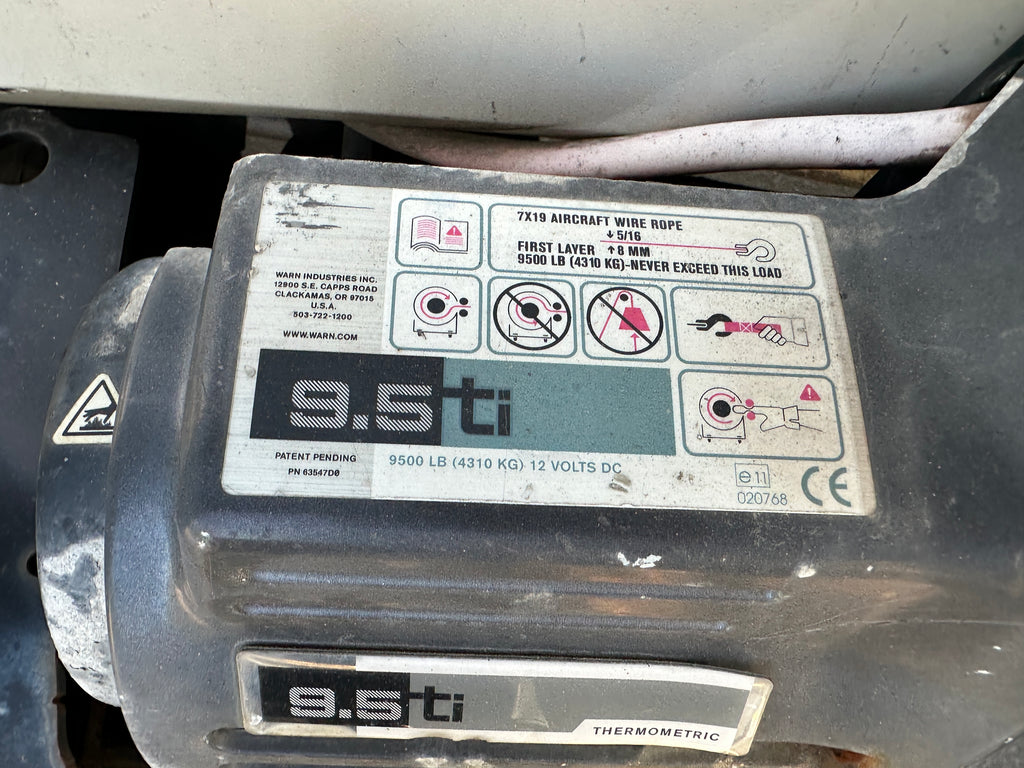 7X19 AIRCRAFT WIRE ROPE
↓ 5/16
FIRST LAYER ↑ 8 MM
9500 LB (4310 KG)-NEVER EXCEED THIS LOAD
WARN INDUSTRIES INC.
12900 S.E. CAPPS ROAD
CLACKAMAS, OR 97015
U.S.A.
503-722-1200
WWW.WARN.COM
9.5ti
PATENT PENDING
PN 63547D0
9500 LB (4310 KG) 12 VOLTS DC
e11
020768
CE
9.5ti
THERMOMETRIC